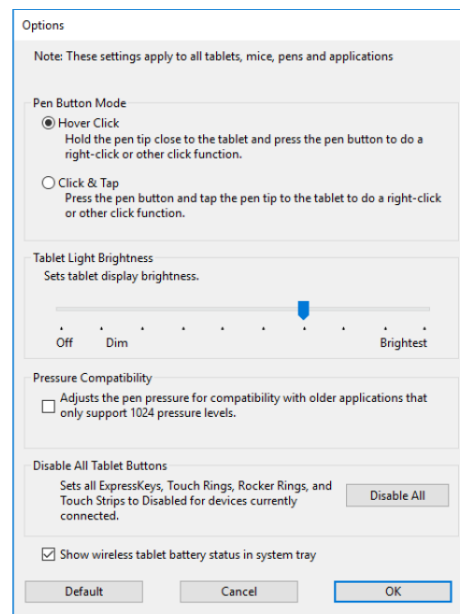 Options
Note: These settings apply to all tablets, mice, pens and applications
Pen Button Mode
Hover Click
Hold the pen tip close to the tablet and press the pen button to do a
right-click or other click function.
Click & Tap
Press the pen button and tap the pen tip to the tablet to do a right-click
or other click function.
Tablet Light Brightness
Sets tablet display brightness.
Off Dim Brightest
Pressure Compatibility
Adjusts the pen pressure for compatibility with older applications that
only support 1024 pressure levels.
Disable All Tablet Buttons
Sets all ExpressKeys, Touch Rings, Rocker Rings, and
Touch Strips to Disabled for devices currently
connected.
Disable All
Show wireless tablet battery status in system tray
Default Cancel OK